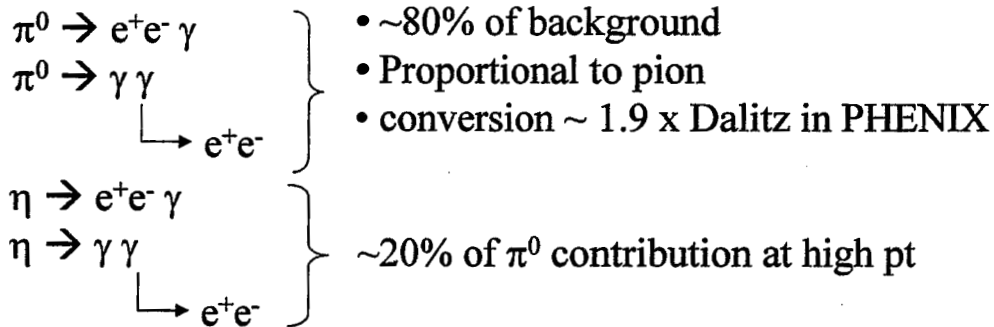 π⁰ → e⁺e⁻ γ
π⁰ → γ γ
e⁺e⁻
• ~80% of background
• Proportional to pion
• conversion ~ 1.9 x Dalitz in PHENIX
η → e⁺e⁻ γ
η → γ γ
e⁺e⁻
~20% of π⁰ contribution at high pt